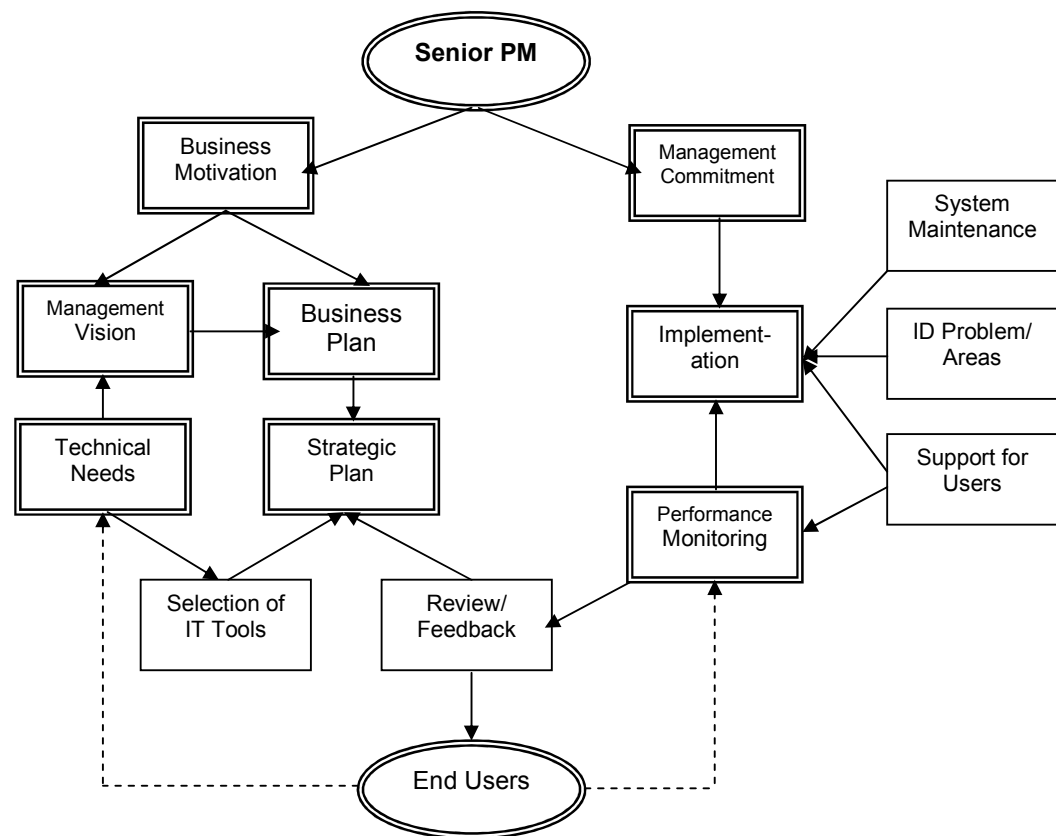 Senior PM
Business
Motivation
Management
Commitment
System
Maintenance
Management
Vision
Business
Plan
Implement-
ation
ID Problem/
Areas
Technical
Needs
Strategic
Plan
Support for
Users
Performance
Monitoring
Selection of
IT Tools
Review/
Feedback
End Users